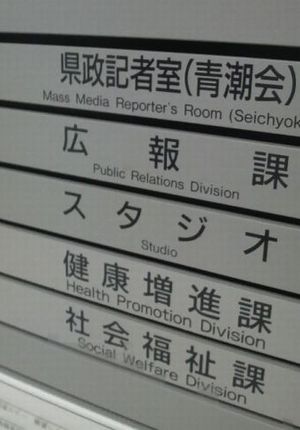 県政記者室(青潮会)
Mass Media Reporter's Room (Seichyok
広報課
Public Relations Division
スタジオ
Studio
健康増進課
Health Promotion Division
社会福祉課
Social Welfare Division